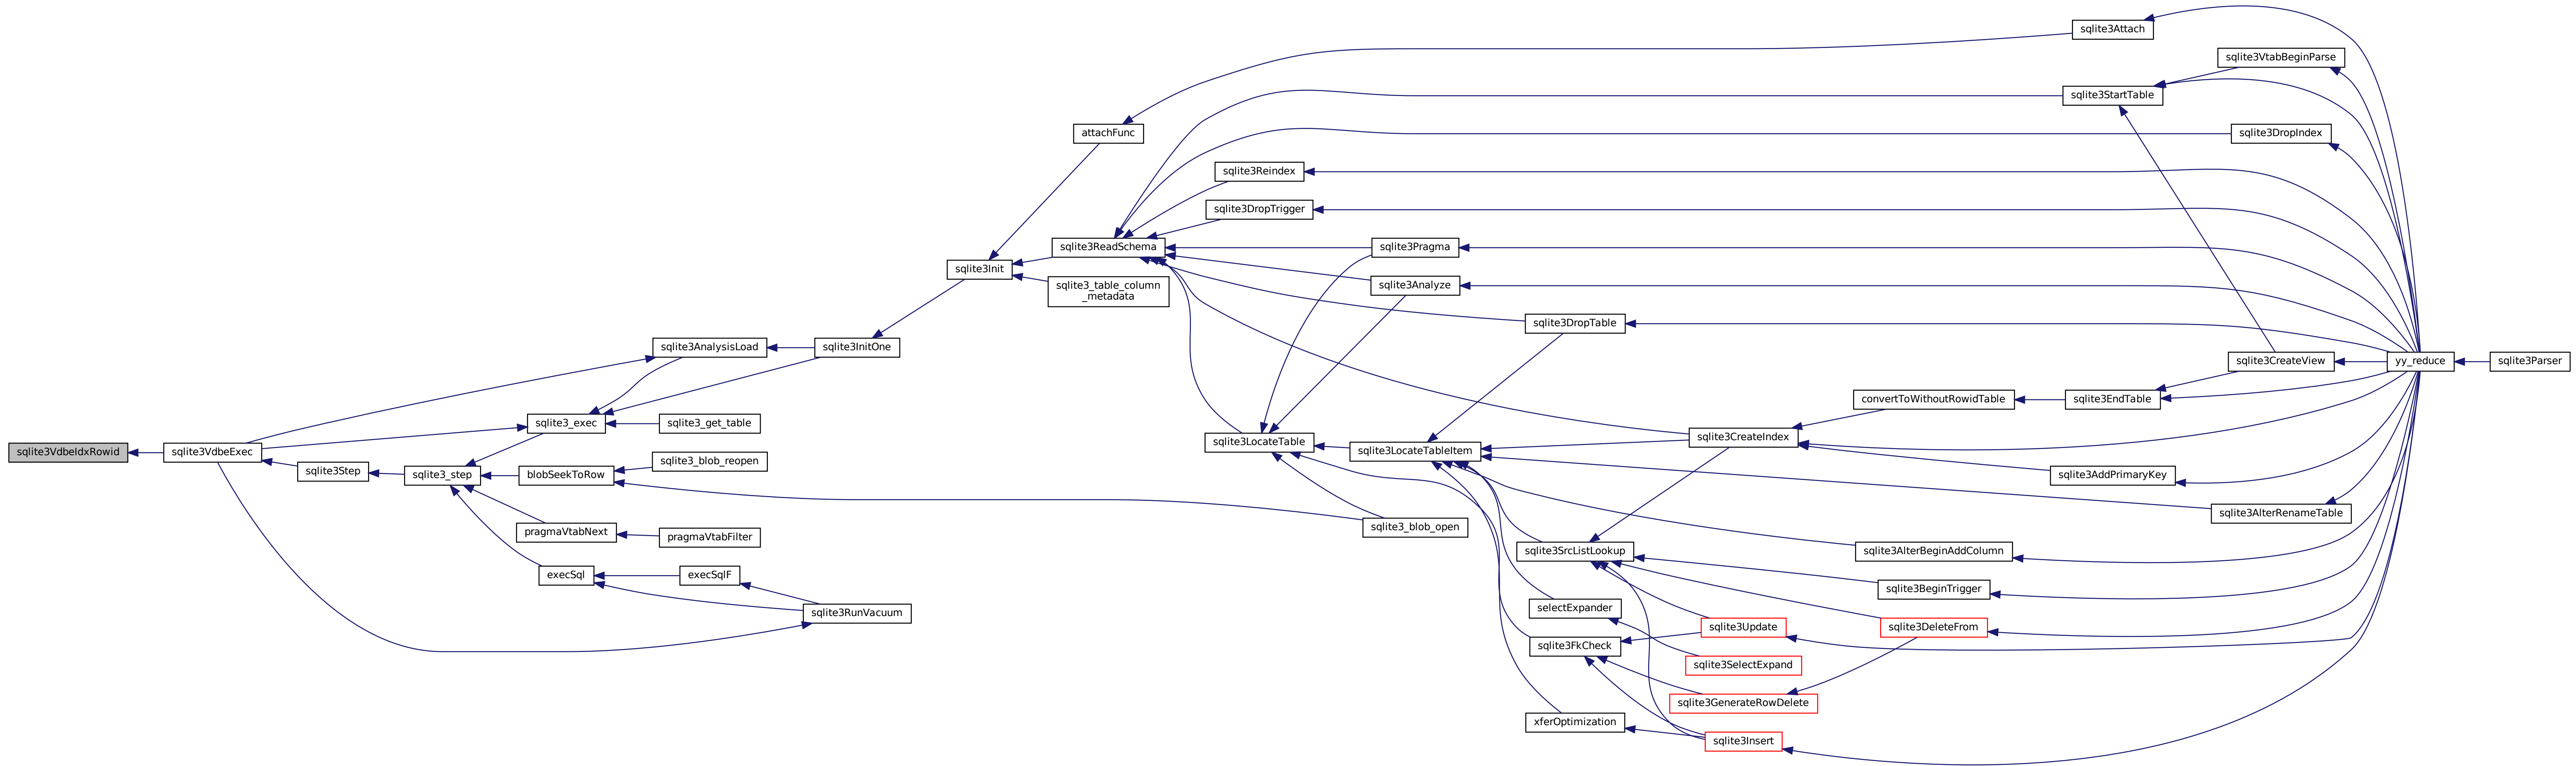 sqlite3Attach
sqlite3VtabBeginParse
sqlite3StartTable
attachFunc
sqlite3DropIndex
sqlite3Reindex
sqlite3DropTrigger
sqlite3ReadSchema
sqlite3Pragma
sqlite3Init
sqlite3_table_column
_metadata
sqlite3Analyze
sqlite3DropTable
sqlite3AnalysisLoad
sqlite3InitOne
sqlite3CreateView
yy_reduce
sqlite3Parser
convertToWithoutRowidTable
sqlite3EndTable
sqlite3_exec
sqlite3_get_table
sqlite3LocateTable
sqlite3CreateIndex
sqlite3VdbeIdxRowid
sqlite3VdbeExec
sqlite3LocateTableItem
sqlite3_blob_reopen
sqlite3Step
sqlite3_step
blobSeekToRow
sqlite3AddPrimaryKey
sqlite3AlterRenameTable
sqlite3_blob_open
pragmaVtabNext
pragmaVtabFilter
sqlite3SrcListLookup
sqlite3AlterBeginAddColumn
execSql
execSqlF
sqlite3BeginTrigger
sqlite3RunVacuum
selectExpander
sqlite3Update
sqlite3DeleteFrom
sqlite3FkCheck
sqlite3SelectExpand
sqlite3GenerateRowDelete
xferOptimization
sqlite3Insert